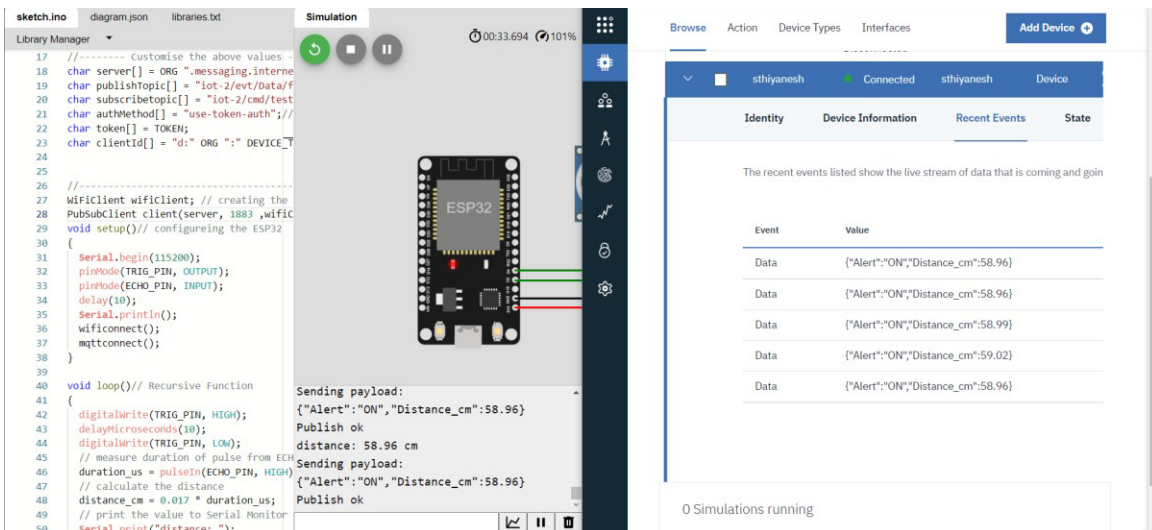 sketch.ino diagram.json libraries.txt
Library Manager
17 //-------- Customise the above values -
18 char server[] = ORG ".messaging.interne
19 char publishTopic[] = "iot-2/evt/Data/f
20 char subscribetopic[] = "iot-2/cmd/test
21 char authMethod[] = "use-token-auth";//
22 char token[] = TOKEN;
23 char clientId[] = "d:" ORG ":" DEVICE_T
24
25
26 //-----------------------------------
27 WiFiClient wifiClient; // creating the
28 PubSubClient client(server, 1883 ,wifiC
29 void setup()// configureing the ESP32
30 {
31 Serial.begin(115200);
32 pinMode(TRIG_PIN, OUTPUT);
33 pinMode(ECHO_PIN, INPUT);
34 delay(10);
35 Serial.println();
36 wificonnect();
37 mqttconnect();
38 }
39
40 void loop()// Recursive Function
41 {
42 digitalWrite(TRIG_PIN, HIGH);
43 delayMicroseconds(10);
44 digitalWrite(TRIG_PIN, LOW);
45 // measure duration of pulse from ECH
46 duration_us = pulseIn(ECHO_PIN, HIGH)
47 // calculate the distance
48 distance_cm = 0.017 * duration_us;
49 // print the value to Serial Monitor
50 Serial.print("distance: ");
Simulation
00:33.694 101%
ESP32
Sending payload:
{"Alert":"ON","Distance_cm":58.96}
Publish ok
distance: 58.96 cm
Sending payload:
{"Alert":"ON","Distance_cm":58.96}
Publish ok
Browse Action Device Types Interfaces Add Device
Disconnected
sthiyanesh Connected sthiyanesh Device
Identity Device Information Recent Events State
The recent events listed show the live stream of data that is coming and goin
Event Value
Data {"Alert":"ON","Distance_cm":58.96}
Data {"Alert":"ON","Distance_cm":58.96}
Data {"Alert":"ON","Distance_cm":58.99}
Data {"Alert":"ON","Distance_cm":59.02}
Data {"Alert":"ON","Distance_cm":58.96}
0 Simulations running